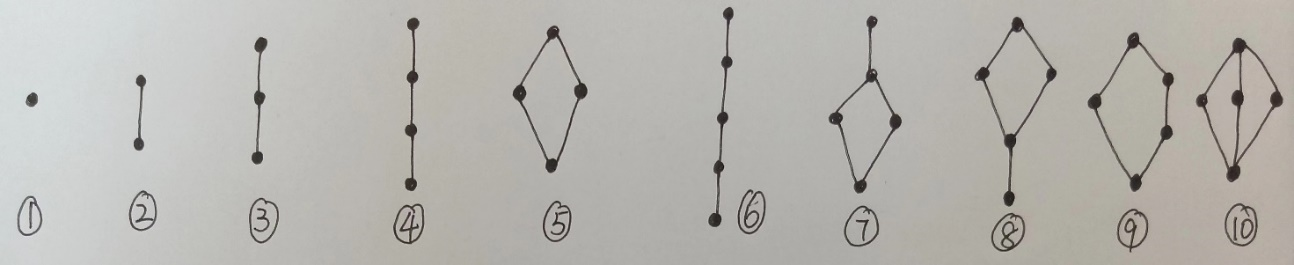 ① ② ③ ④ ⑤ ⑥ ⑦ ⑧ ⑨ ⑩